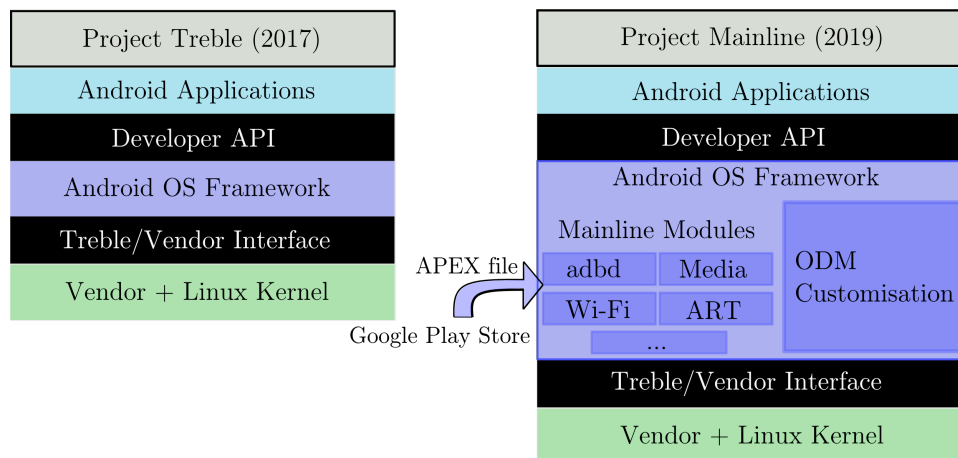 Project Treble (2017)
Android Applications
Developer API
Android OS Framework
Treble/Vendor Interface
Vendor + Linux Kernel
APEX file
Google Play Store
Project Mainline (2019)
Android Applications
Developer API
Android OS Framework
Mainline Modules
adbd
Media
Wi-Fi
ART
...
ODM
Customisation
Treble/Vendor Interface
Vendor + Linux Kernel